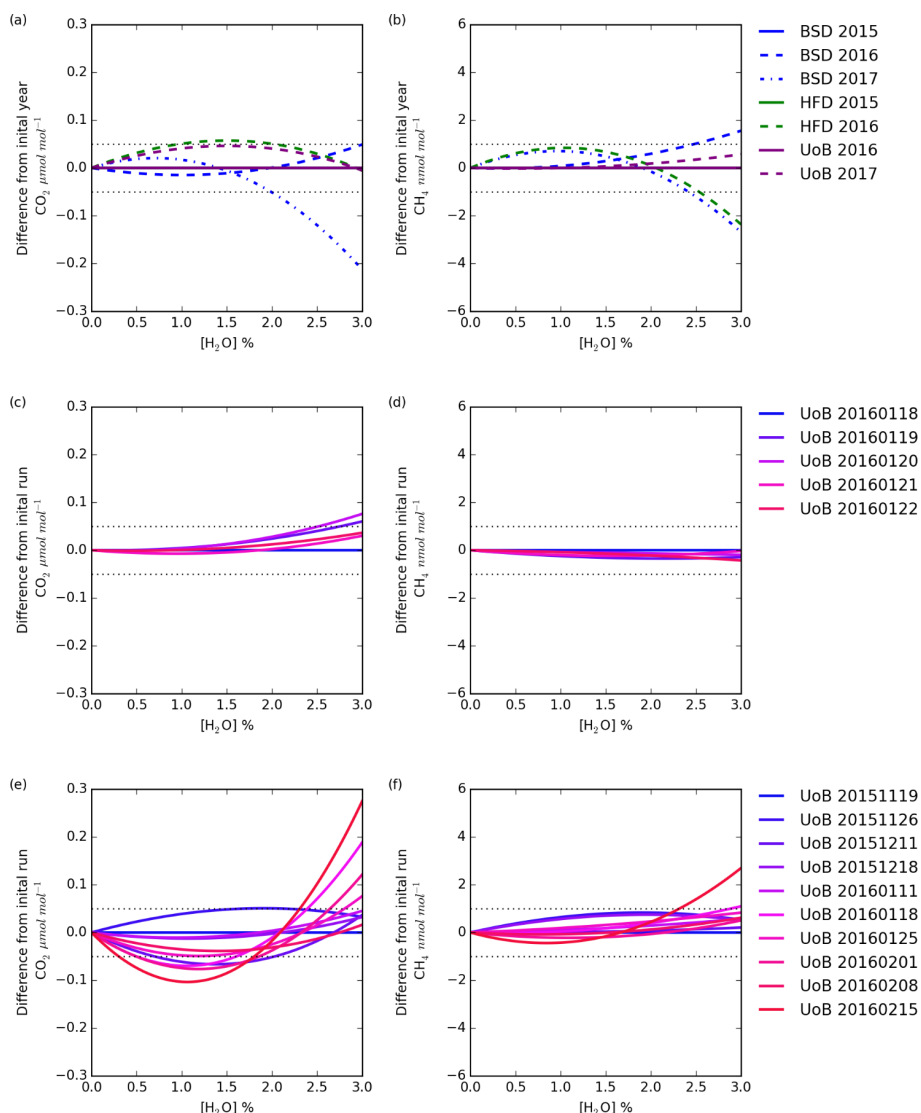 (a)
0.3
0.2
0.1
0.0
−0.1
−0.2
−0.3
Difference from inital year
CO₂ μmol mol⁻¹
0.0 0.5 1.0 1.5 2.0 2.5 3.0
[H₂O] %
(b)
6
4
2
0
−2
−4
−6
Difference from inital year
CH₄ nmol mol⁻¹
0.0 0.5 1.0 1.5 2.0 2.5 3.0
[H₂O] %
BSD 2015
BSD 2016
BSD 2017
HFD 2015
HFD 2016
UoB 2016
UoB 2017
(c)
0.3
0.2
0.1
0.0
−0.1
−0.2
−0.3
Difference from inital run
CO₂ μmol mol⁻¹
0.0 0.5 1.0 1.5 2.0 2.5 3.0
[H₂O] %
(d)
6
4
2
0
−2
−4
−6
Difference from inital run
CH₄ nmol mol⁻¹
0.0 0.5 1.0 1.5 2.0 2.5 3.0
[H₂O] %
UoB 20160118
UoB 20160119
UoB 20160120
UoB 20160121
UoB 20160122
(e)
0.3
0.2
0.1
0.0
−0.1
−0.2
−0.3
Difference from inital run
CO₂ μmol mol⁻¹
0.0 0.5 1.0 1.5 2.0 2.5 3.0
[H₂O] %
(f)
6
4
2
0
−2
−4
−6
Difference from inital run
CH₄ nmol mol⁻¹
0.0 0.5 1.0 1.5 2.0 2.5 3.0
[H₂O] %
UoB 20151119
UoB 20151126
UoB 20151211
UoB 20151218
UoB 20160111
UoB 20160118
UoB 20160125
UoB 20160201
UoB 20160208
UoB 20160215